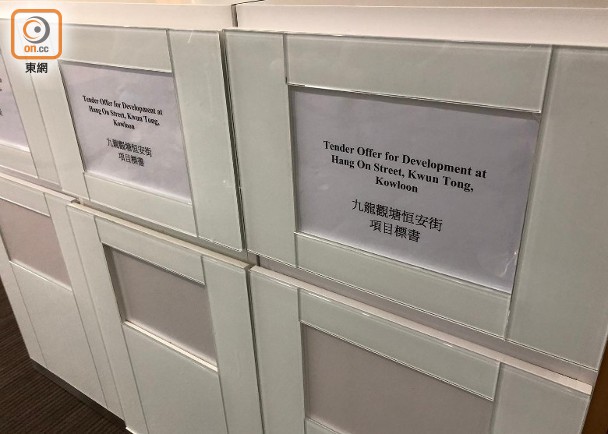 on.cc
東網
Tender Offer for Development at
Hang On Street, Kwun Tong,
Kowloon
九龍觀塘恒安街
項目標書
Tender Offer for Development at
Hang On Street, Kwun Tong,
Kowloon
九龍觀塘恆安街
項目標書